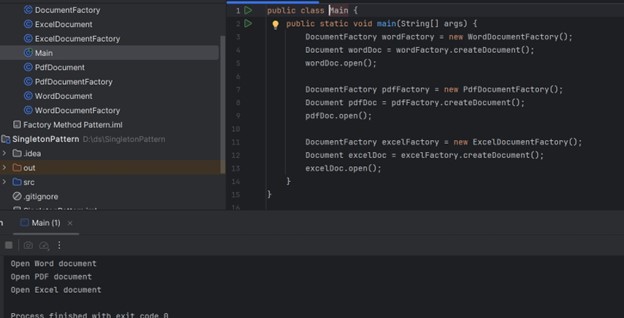 DocumentFactory
ExcelDocument
ExcelDocumentFactory
Main
PdfDocument
PdfDocumentFactory
WordDocument
WordDocumentFactory
Factory Method Pattern.iml
SingletonPattern D:\ds\SingletonPattern
.idea
out
src
.gitignore
1 public class Main {
2 public static void main(String[] args) {
3 DocumentFactory wordFactory = new WordDocumentFactory();
4 Document wordDoc = wordFactory.createDocument();
5 wordDoc.open();
6
7 DocumentFactory pdfFactory = new PdfDocumentFactory();
8 Document pdfDoc = pdfFactory.createDocument();
9 pdfDoc.open();
10
11 DocumentFactory excelFactory = new ExcelDocumentFactory();
12 Document excelDoc = excelFactory.createDocument();
13 excelDoc.open();
14 }
15 }
16
Main (1)
Open Word document
Open PDF document
Open Excel document
Process finished with exit code 0